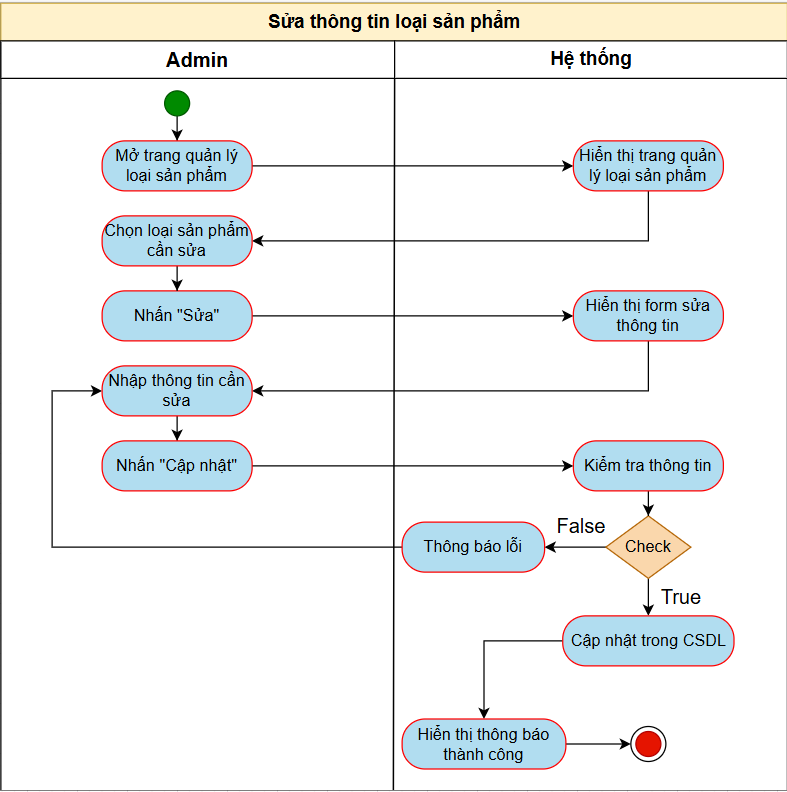 Sửa thông tin loại sản phẩm
Admin
Hệ thống
Mở trang quản lý
loại sản phẩm
Hiển thị trang quản
lý loại sản phẩm
Chọn loại sản phẩm
cần sửa
Nhấn "Sửa"
Hiển thị form sửa
thông tin
Nhập thông tin cần
sửa
Nhấn "Cập nhật"
Kiểm tra thông tin
Check
False
Thông báo lỗi
True
Cập nhật trong CSDL
Hiển thị thông báo
thành công